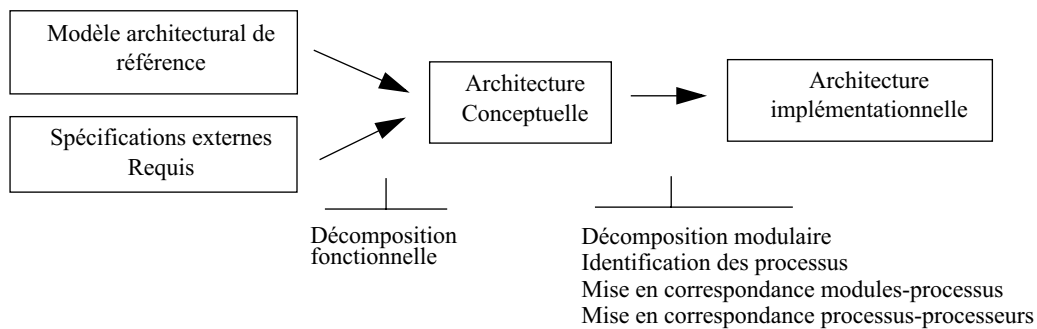 Modèle architectural de
référence
Spécifications externes
Requis
Architecture
Conceptuelle
Architecture
implémentationnelle
Décomposition
fonctionnelle
Décomposition modulaire
Identification des processus
Mise en correspondance modules-processus
Mise en correspondance processus-processeurs